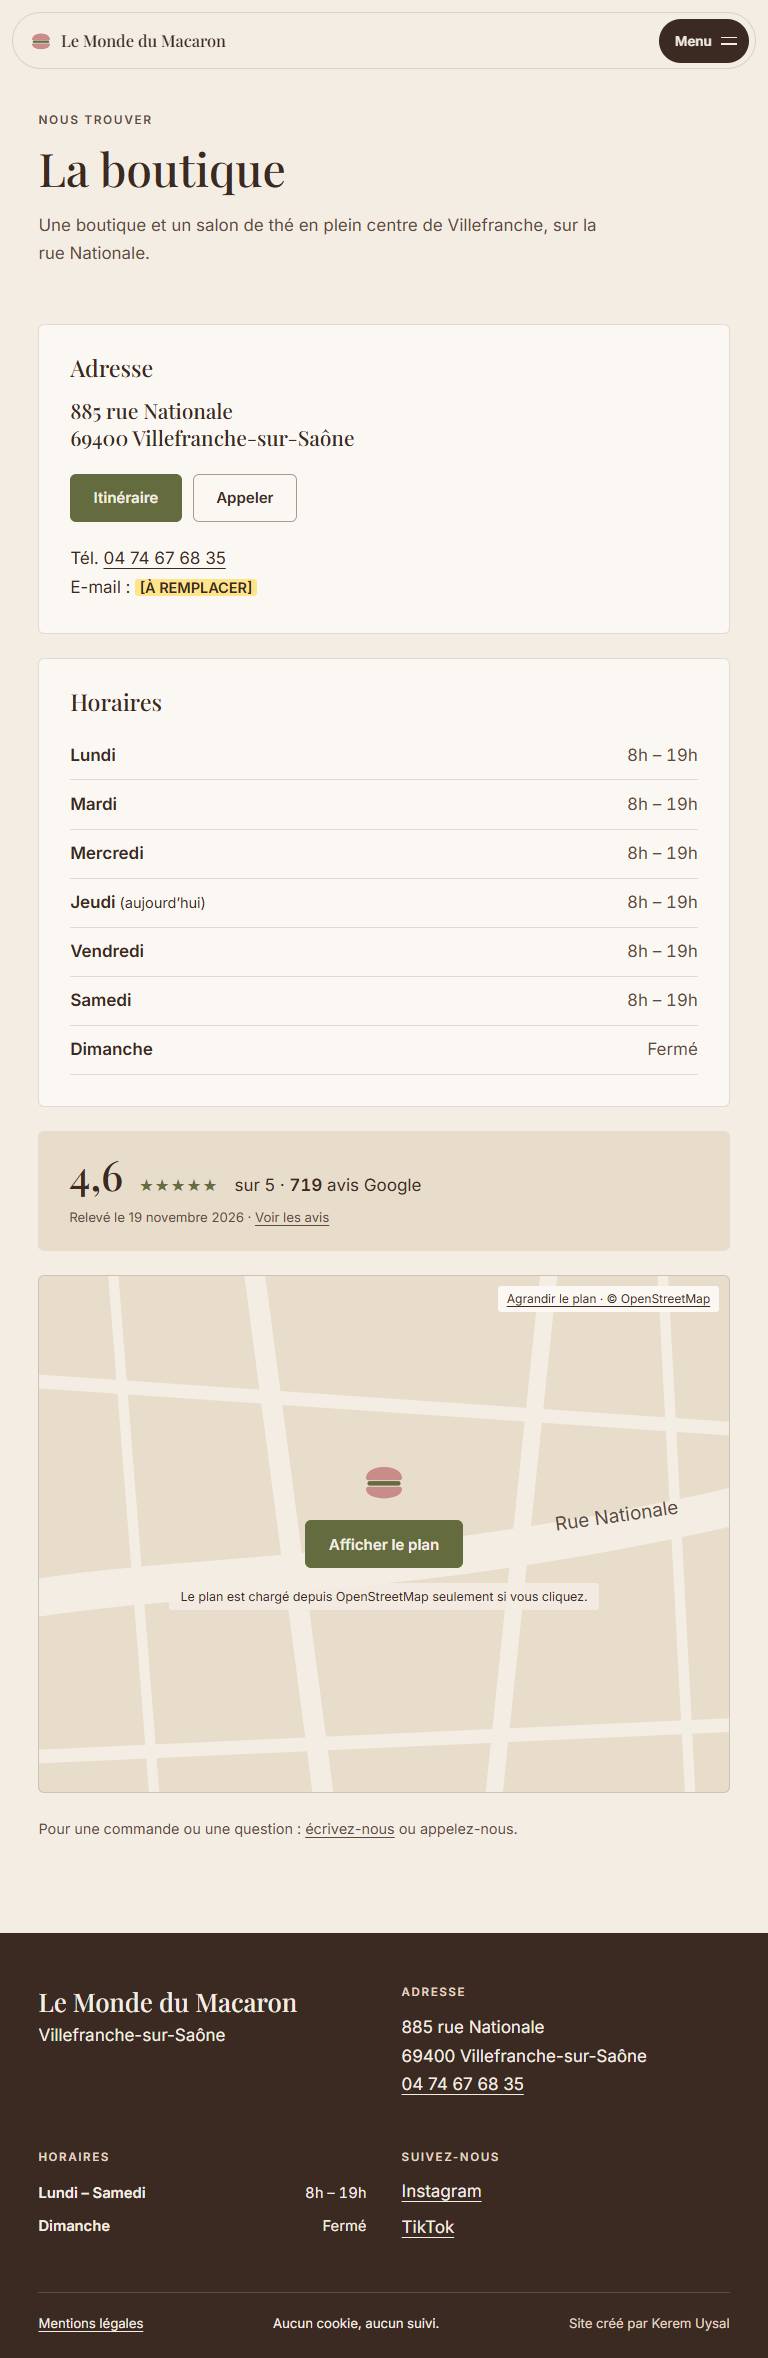 Le Monde du Macaron
Menu
NOUS TROUVER
La boutique
Une boutique et un salon de thé en plein centre de Villefranche, sur la
rue Nationale.
Adresse
885 rue Nationale
69400 Villefranche-sur-Saône
Itinéraire
Appeler
Tél. 04 74 67 68 35
E-mail : [À REMPLACER]
Horaires
Lundi 8h – 19h
Mardi 8h – 19h
Mercredi 8h – 19h
Jeudi (aujourd’hui) 8h – 19h
Vendredi 8h – 19h
Samedi 8h – 19h
Dimanche Fermé
4,6 ★★★★★ sur 5 · 719 avis Google
Relevé le 19 novembre 2026 · Voir les avis
Agrandir le plan · © OpenStreetMap
Rue Nationale
Afficher le plan
Le plan est chargé depuis OpenStreetMap seulement si vous cliquez.
Pour une commande ou une question : écrivez-nous ou appelez-nous.
Le Monde du Macaron
Villefranche-sur-Saône
ADRESSE
885 rue Nationale
69400 Villefranche-sur-Saône
04 74 67 68 35
HORAIRES
Lundi – Samedi 8h – 19h
Dimanche Fermé
SUIVEZ-NOUS
Instagram
TikTok
Mentions légales
Aucun cookie, aucun suivi.
Site créé par Kerem Uysal